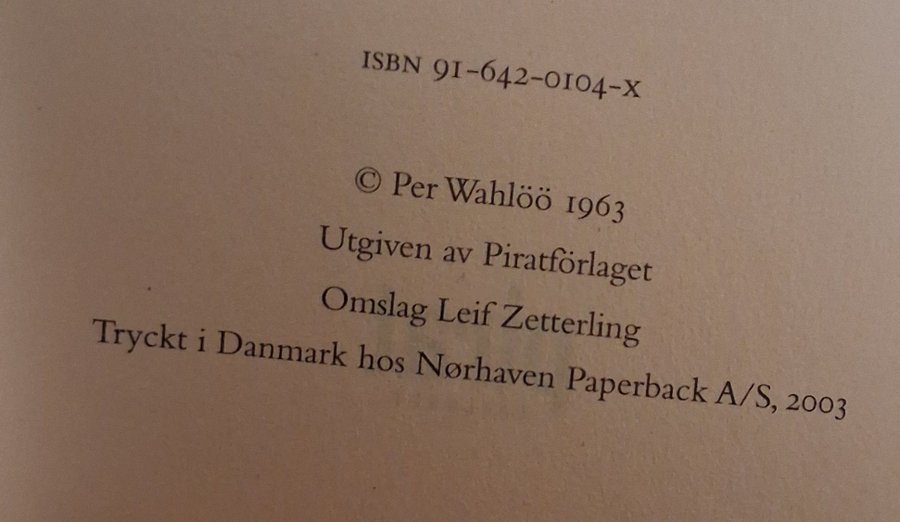 ISBN 91-642-0104-X
© Per Wahlöö 1963
Utgiven av Piratförlaget
Omslag Leif Zetterling
Tryckt i Danmark hos Nørhaven Paperback A/S, 2003